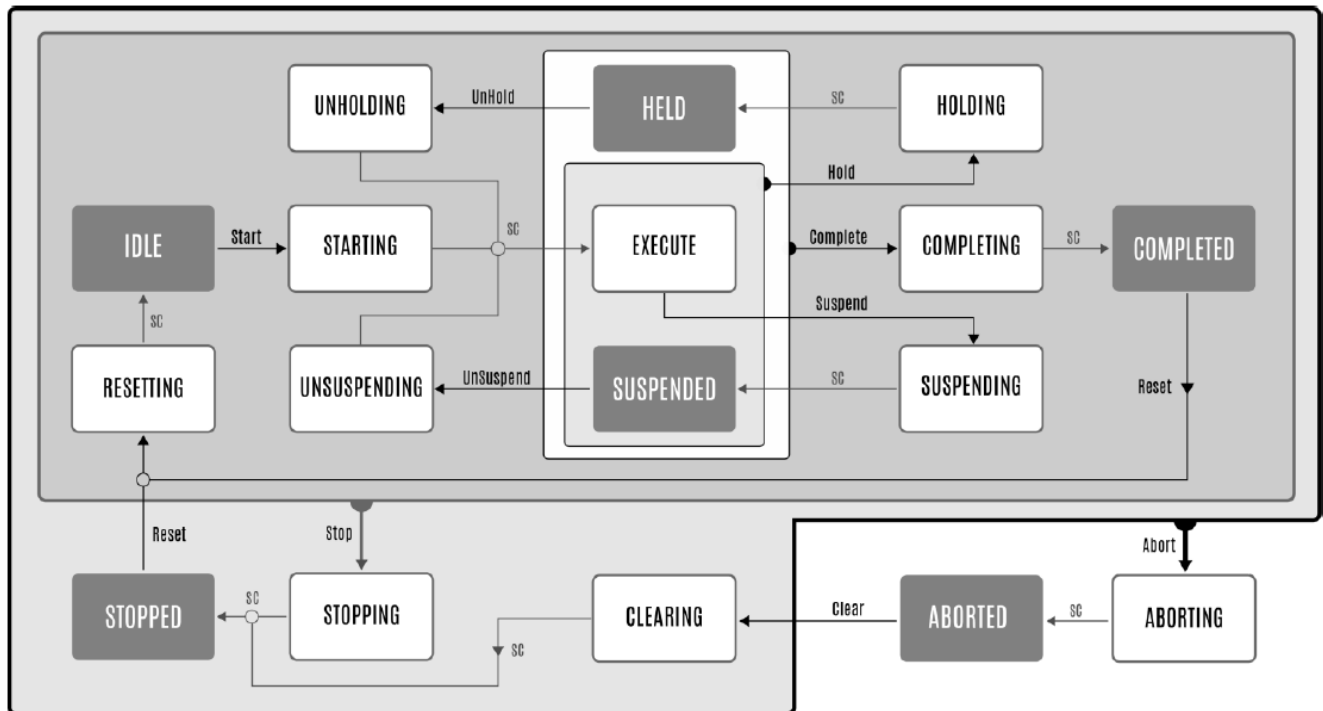 UNHOLDING
UnHold
HELD
SC
HOLDING
Hold
IDLE
Start
STARTING
SC
EXECUTE
Complete
COMPLETING
SC
COMPLETED
Suspend
SC
RESETTING
UNSUSPENDING
UnSuspend
SUSPENDED
SC
SUSPENDING
Reset
Reset
Stop
Abort
STOPPED
SC
STOPPING
SC
CLEARING
Clear
ABORTED
SC
ABORTING